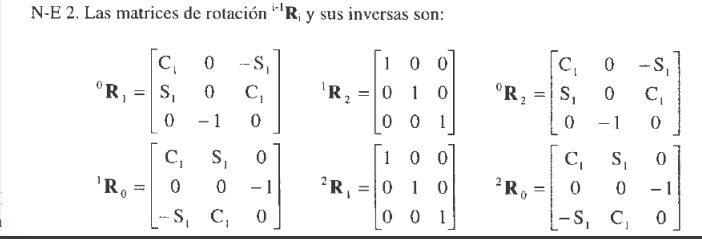 N-E 2. Las matrices de rotación ⁱ⁻¹Rᵢ y sus inversas son:
⁰R₁ = [C₁ 0 −S₁; S₁ 0 C₁; 0 −1 0] ¹R₂ = [1 0 0; 0 1 0; 0 0 1] ⁰R₂ = [C₁ 0 −S₁; S₁ 0 C₁; 0 −1 0]
¹R₀ = [C₁ S₁ 0; 0 0 −1; −S₁ C₁ 0] ²R₁ = [1 0 0; 0 1 0; 0 0 1] ²R₀ = [C₁ S₁ 0; 0 0 −1; −S₁ C₁ 0]